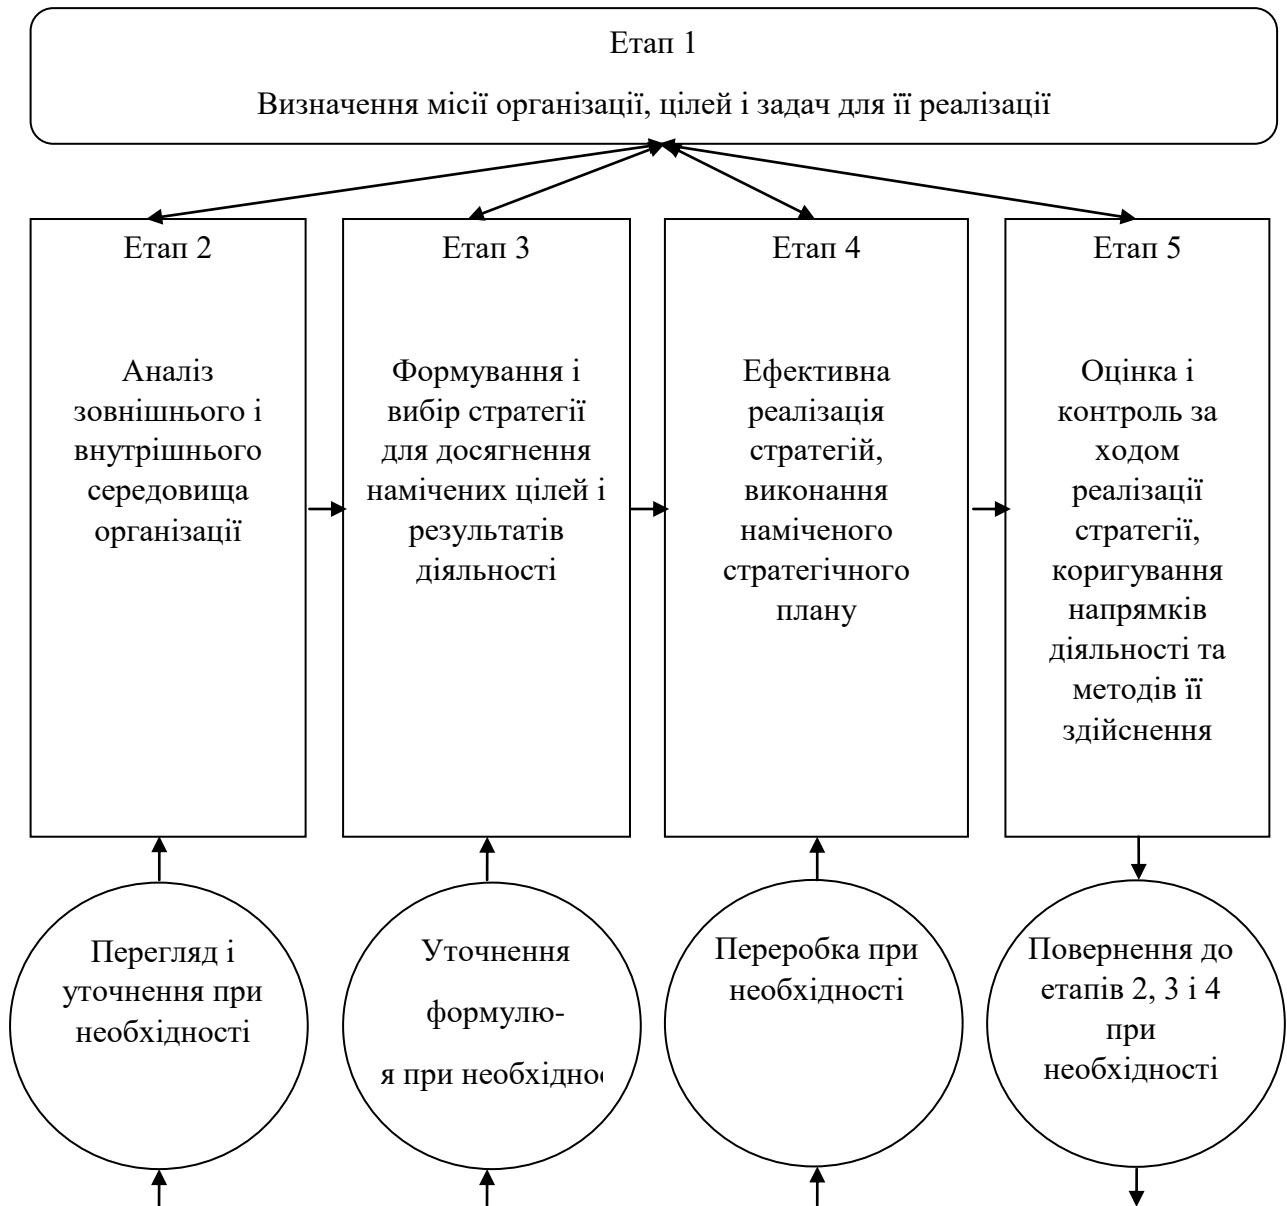 Етап 1
Визначення місії організації, цілей і задач для її реалізації
Етап 2
Аналіз
зовнішнього і
внутрішнього
середовища
організації
Етап 3
Формування і
вибір стратегії
для досягнення
намічених цілей і
результатів
діяльності
Етап 4
Ефективна
реалізація
стратегій,
виконання
наміченого
стратегічного
плану
Етап 5
Оцінка і
контроль за
ходом
реалізації
стратегії,
коригування
напрямків
діяльності та
методів її
здійснення
Перегляд і
уточнення при
необхідності
Уточнення
формулю-
я при необхідно
Переробка при
необхідності
Повернення до
етапів 2, 3 і 4
при
необхідності